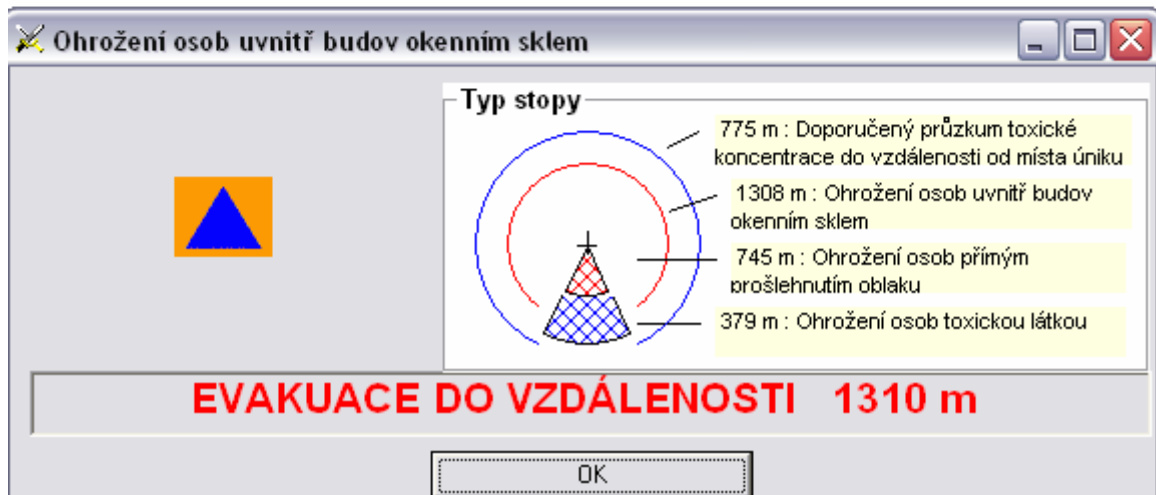 Ohrožení osob uvnitř budov okenním sklem
Typ stopy
775 m : Doporučený průzkum toxické
koncentrace do vzdálenosti od místa úniku
1308 m : Ohrožení osob uvnitř budov
okenním sklem
745 m : Ohrožení osob přímým
prošlehnutím oblaku
379 m : Ohrožení osob toxickou látkou
EVAKUACE DO VZDÁLENOSTI 1310 m
OK